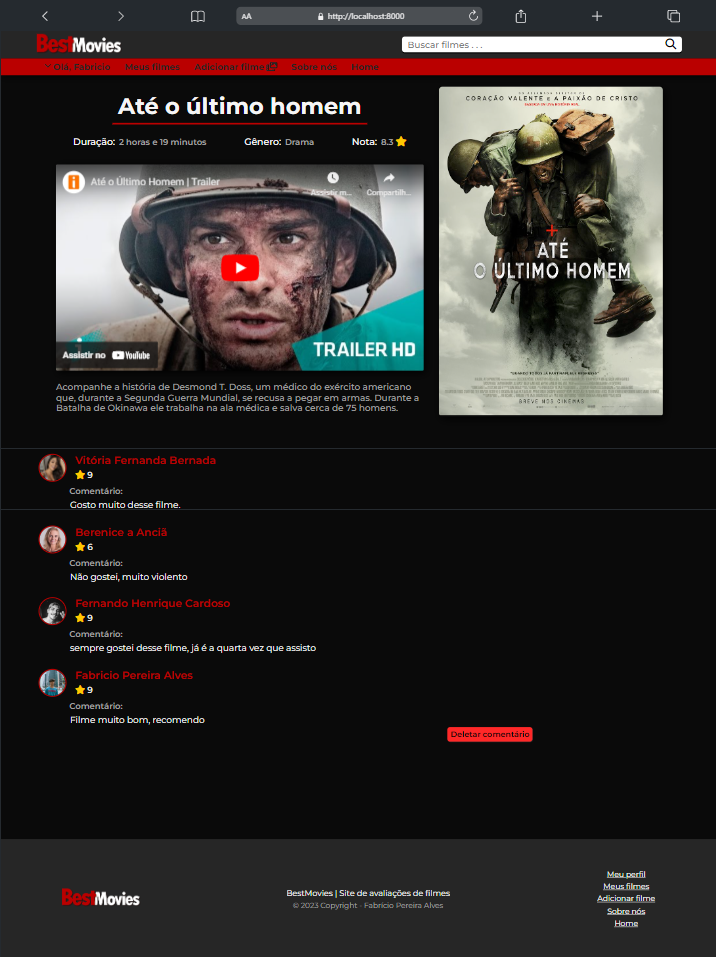 AA
http://localhost:8000
BestMovies
Buscar filmes . . .
Olá, Fabricio
Meus filmes
Adicionar filme
Sobre nós
Home
Até o último homem
Duração: 2 horas e 19 minutos
Gênero: Drama
Nota: 8.3
Até o Último Homem | Trailer
Assistir m...
Compartilh...
TRAILER HD
Assistir no YouTube
CORAÇÃO VALENTE E A PAIXÃO DE CRISTO
ATÉ
O ÚLTIMO HOMEM
BREVE NOS CINEMAS
Acompanhe a história de Desmond T. Doss, um médico do exército americano
que, durante a Segunda Guerra Mundial, se recusa a pegar em armas. Durante a
Batalha de Okinawa ele trabalha na ala médica e salva cerca de 75 homens.
Vitória Fernanda Bernada
9
Comentário:
Gosto muito desse filme.
Berenice a Anciã
6
Comentário:
Não gostei, muito violento
Fernando Henrique Cardoso
9
Comentário:
sempre gostei desse filme, já é a quarta vez que assisto
Fabricio Pereira Alves
9
Comentário:
Filme muito bom, recomendo
Deletar comentário
BestMovies
BestMovies | Site de avaliações de filmes
© 2023 Copyright - Fabricio Pereira Alves
Meu perfil
Meus filmes
Adicionar filme
Sobre nós
Home